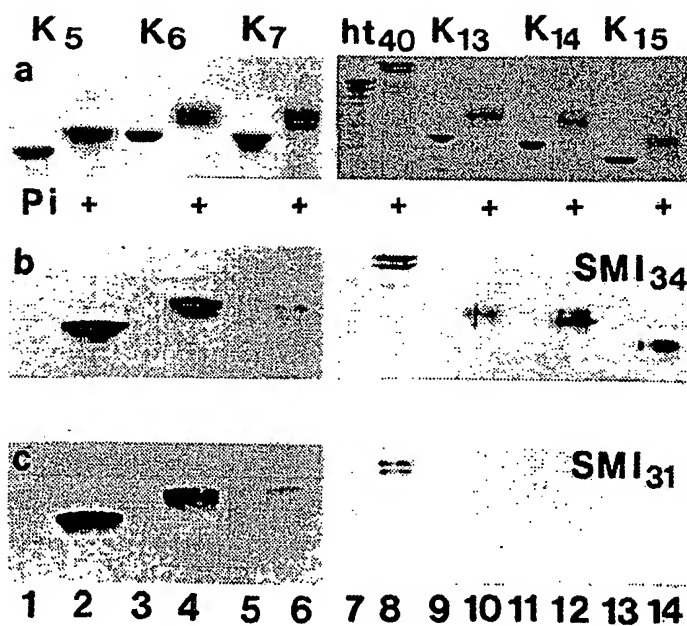 K5 K6 K7 ht40 K13 K14 K15
a
Pi + + + + + + +
b SMI34
c SMI31
1 2 3 4 5 6 7 8 9 10 11 12 13 14